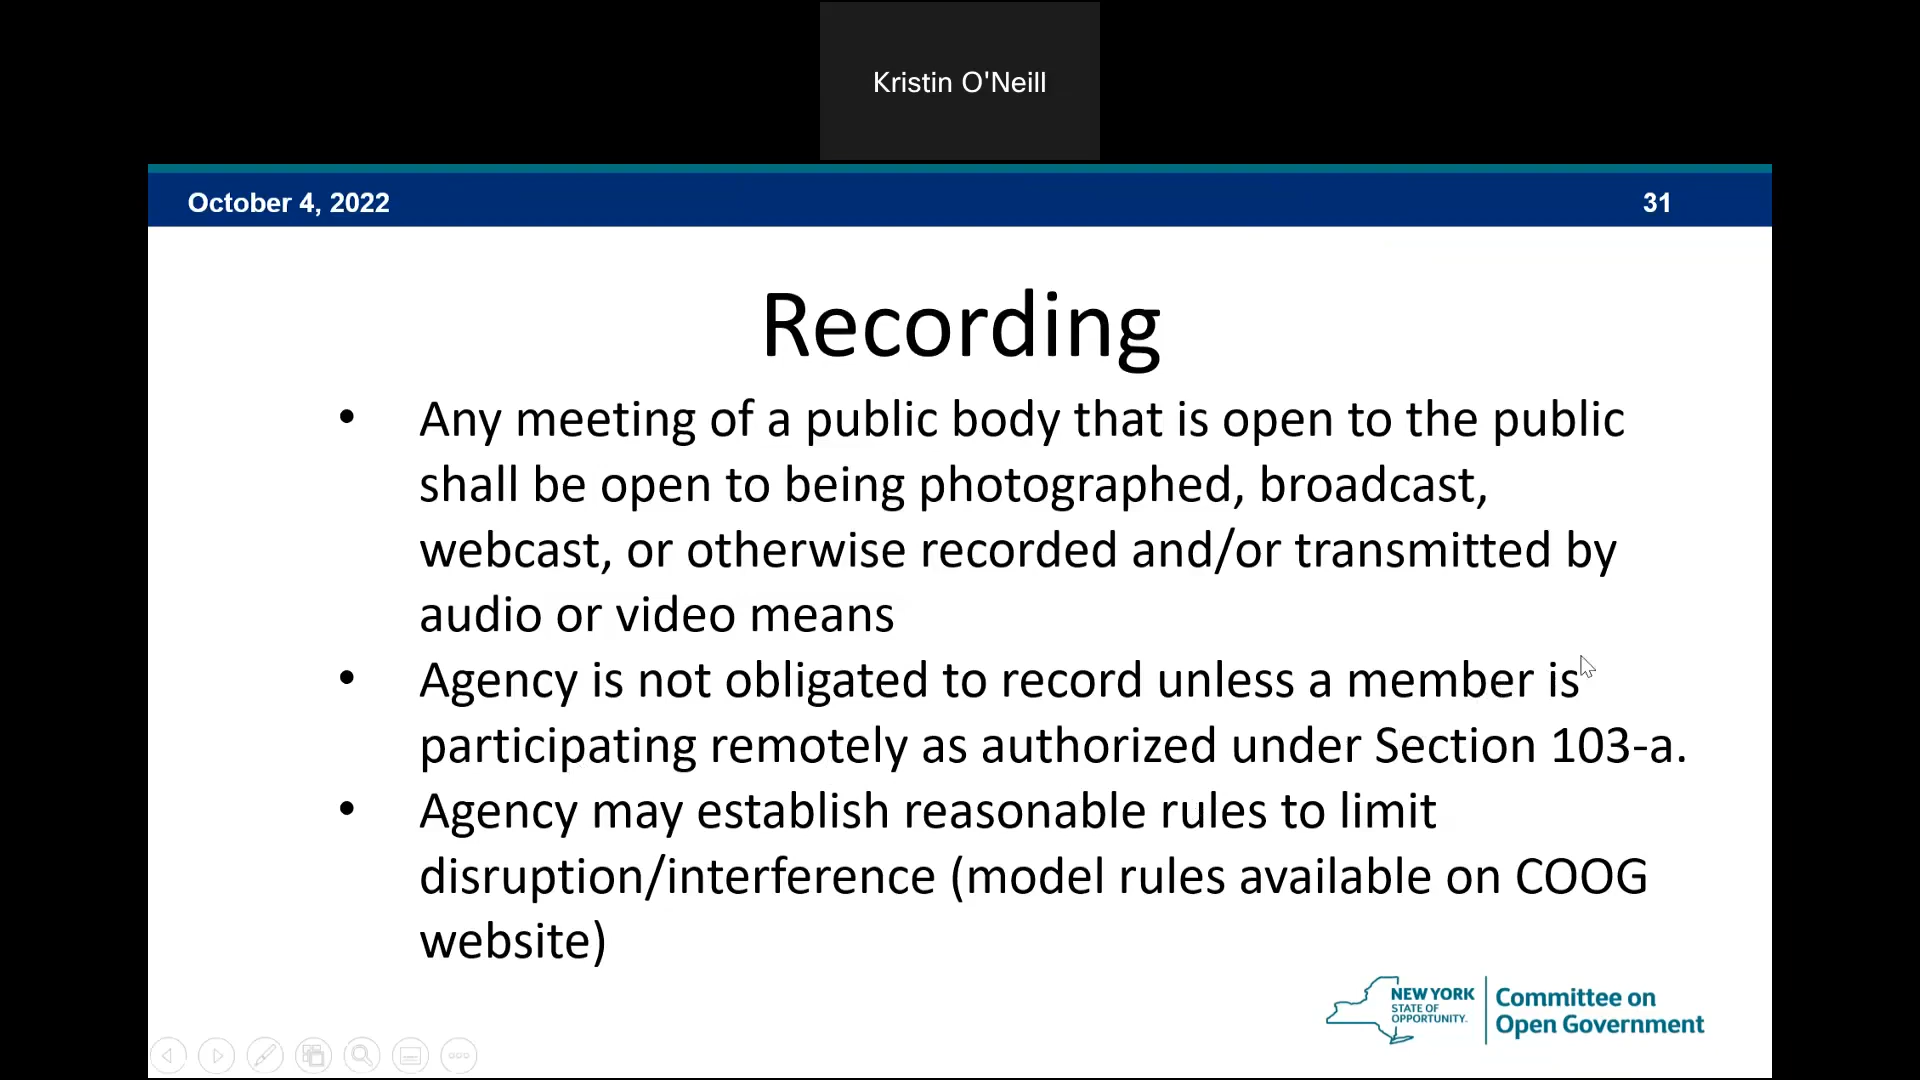 Kristin O'Neill
October 4, 2022
31
Recording
• Any meeting of a public body that is open to the public
shall be open to being photographed, broadcast,
webcast, or otherwise recorded and/or transmitted by
audio or video means
• Agency is not obligated to record unless a member is
participating remotely as authorized under Section 103-a.
• Agency may establish reasonable rules to limit
disruption/interference (model rules available on COOG
website)
NEW YORK
STATE OF
OPPORTUNITY.
Committee on
Open Government